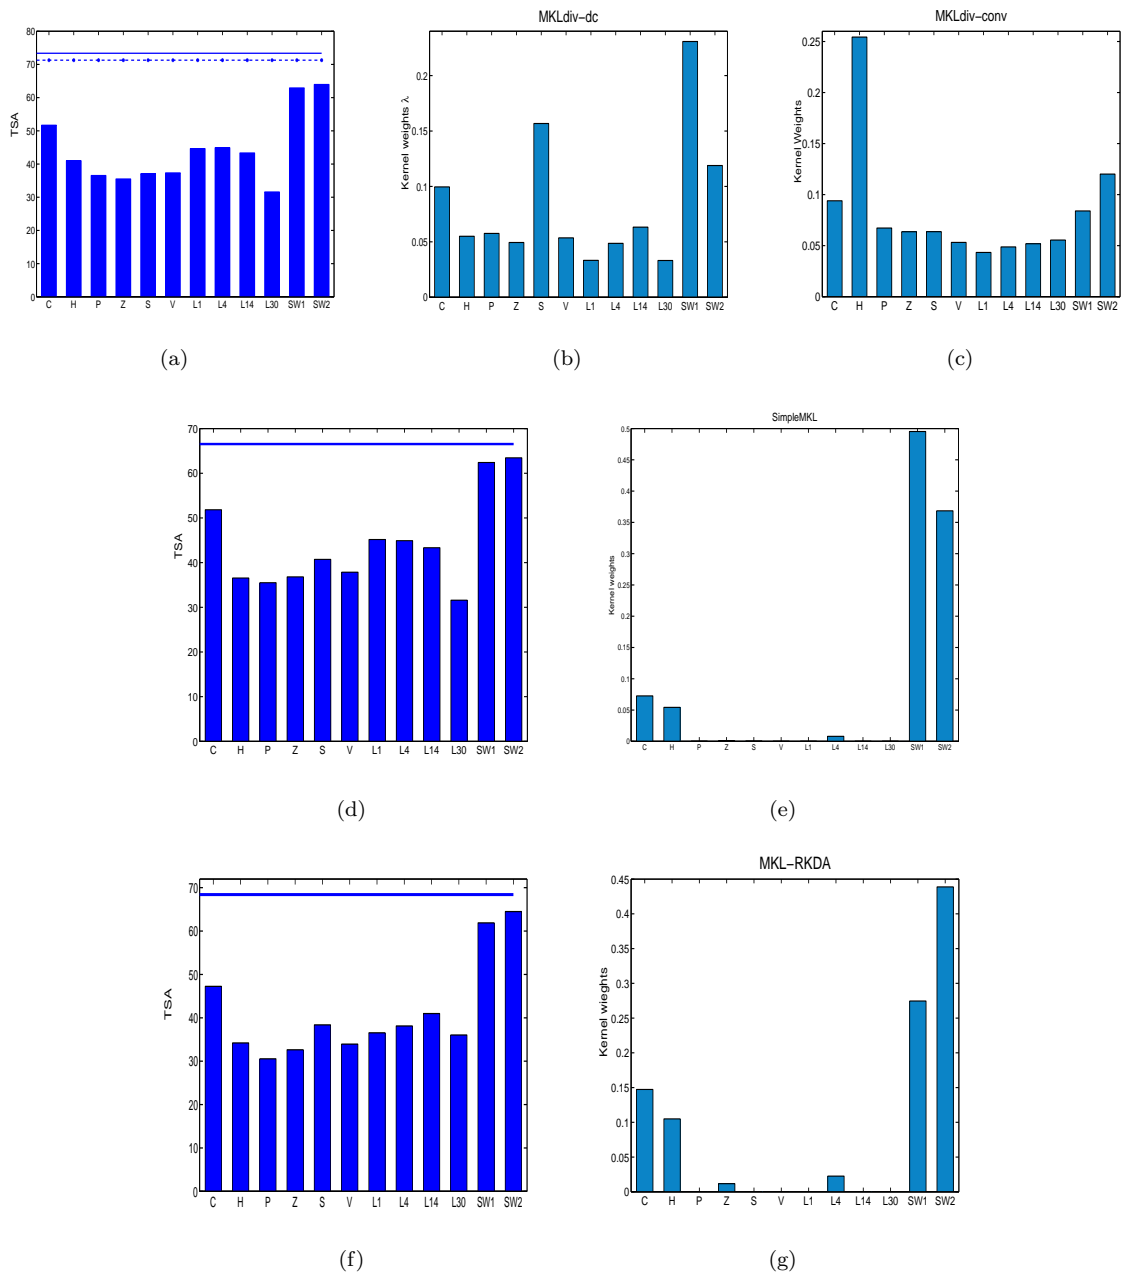 80
70
60
50
40
30
20
10
0
TSA
C H P Z S V L1 L4 L14 L30 SW1 SW2
(a)
MKLdiv-dc
0.2
0.15
0.1
0.05
0
Kernel weights λ
C H P Z S V L1 L4 L14 L30 SW1 SW2
(b)
MKLdiv-conv
0.25
0.2
0.15
0.1
0.05
0
Kernel Weights
C H P Z S V L1 L4 L14 L30 SW1 SW2
(c)
70
60
50
40
30
20
10
0
TSA
C H P Z S V L1 L4 L14 L30 SW1 SW2
(d)
SimpleMKL
0.5
0.45
0.4
0.35
0.3
0.25
0.2
0.15
0.1
0.05
0
Kernel weights
C H P Z S V L1 L4 L14 L30 SW1 SW2
(e)
70
60
50
40
30
20
10
0
TSA
C H P Z S V L1 L4 L14 L30 SW1 SW2
(f)
MKL-RKDA
0.45
0.4
0.35
0.3
0.25
0.2
0.15
0.1
0.05
0
Kernel wieghts
C H P Z S V L1 L4 L14 L30 SW1 SW2
(g)